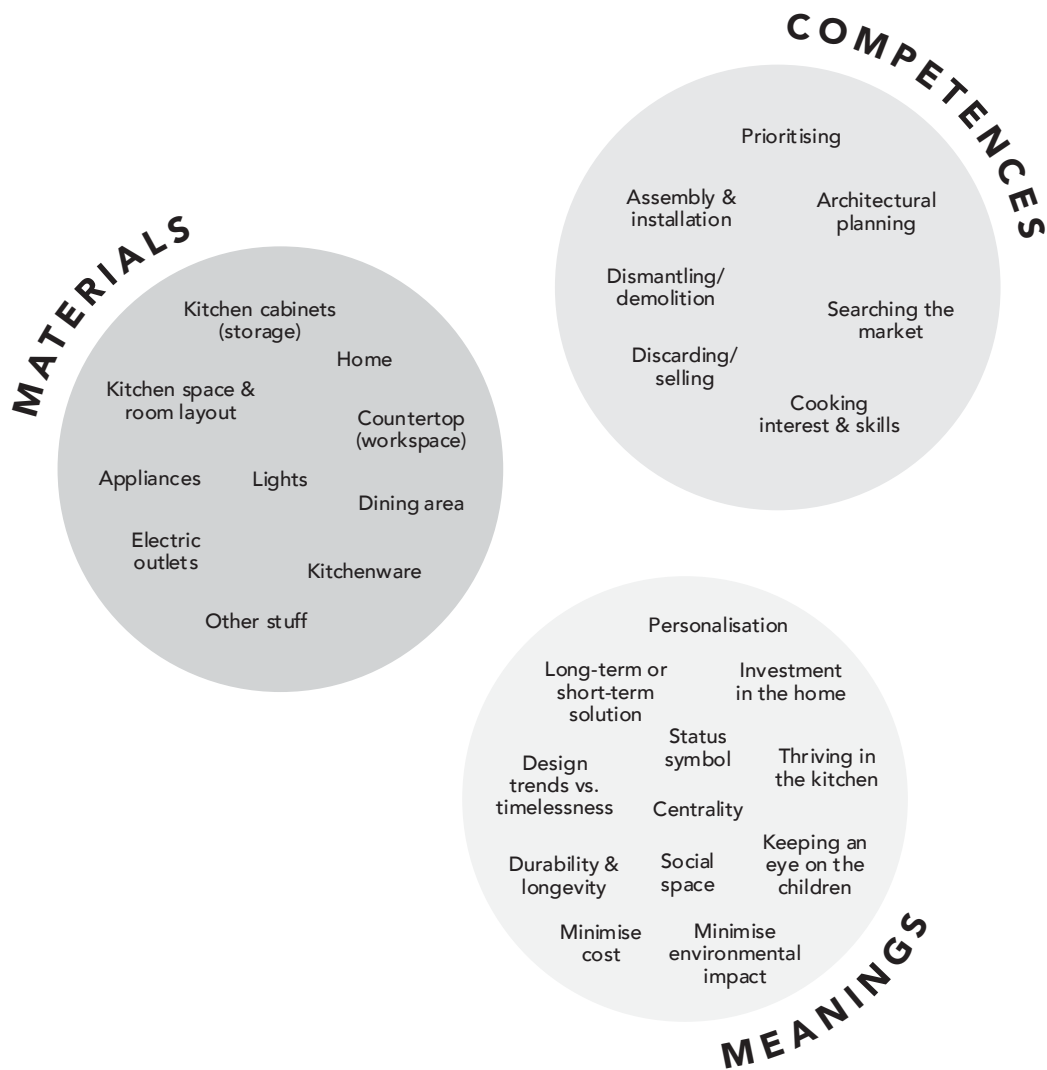 COMPETENCES
Prioritising
Assembly &
installation
Architectural
planning
Dismantling/
demolition
Searching the
market
Discarding/
selling
Cooking
interest & skills
MATERIALS
Kitchen cabinets
(storage)
Home
Kitchen space &
room layout
Countertop
(workspace)
Appliances
Lights
Dining area
Electric
outlets
Kitchenware
Other stuff
Personalisation
Long-term or
short-term
solution
Investment
in the home
Status
symbol
Design
trends vs.
timelessness
Thriving in
the kitchen
Centrality
Durability &
longevity
Social
space
Keeping an
eye on the
children
Minimise
cost
Minimise
environmental
impact
MEANINGS